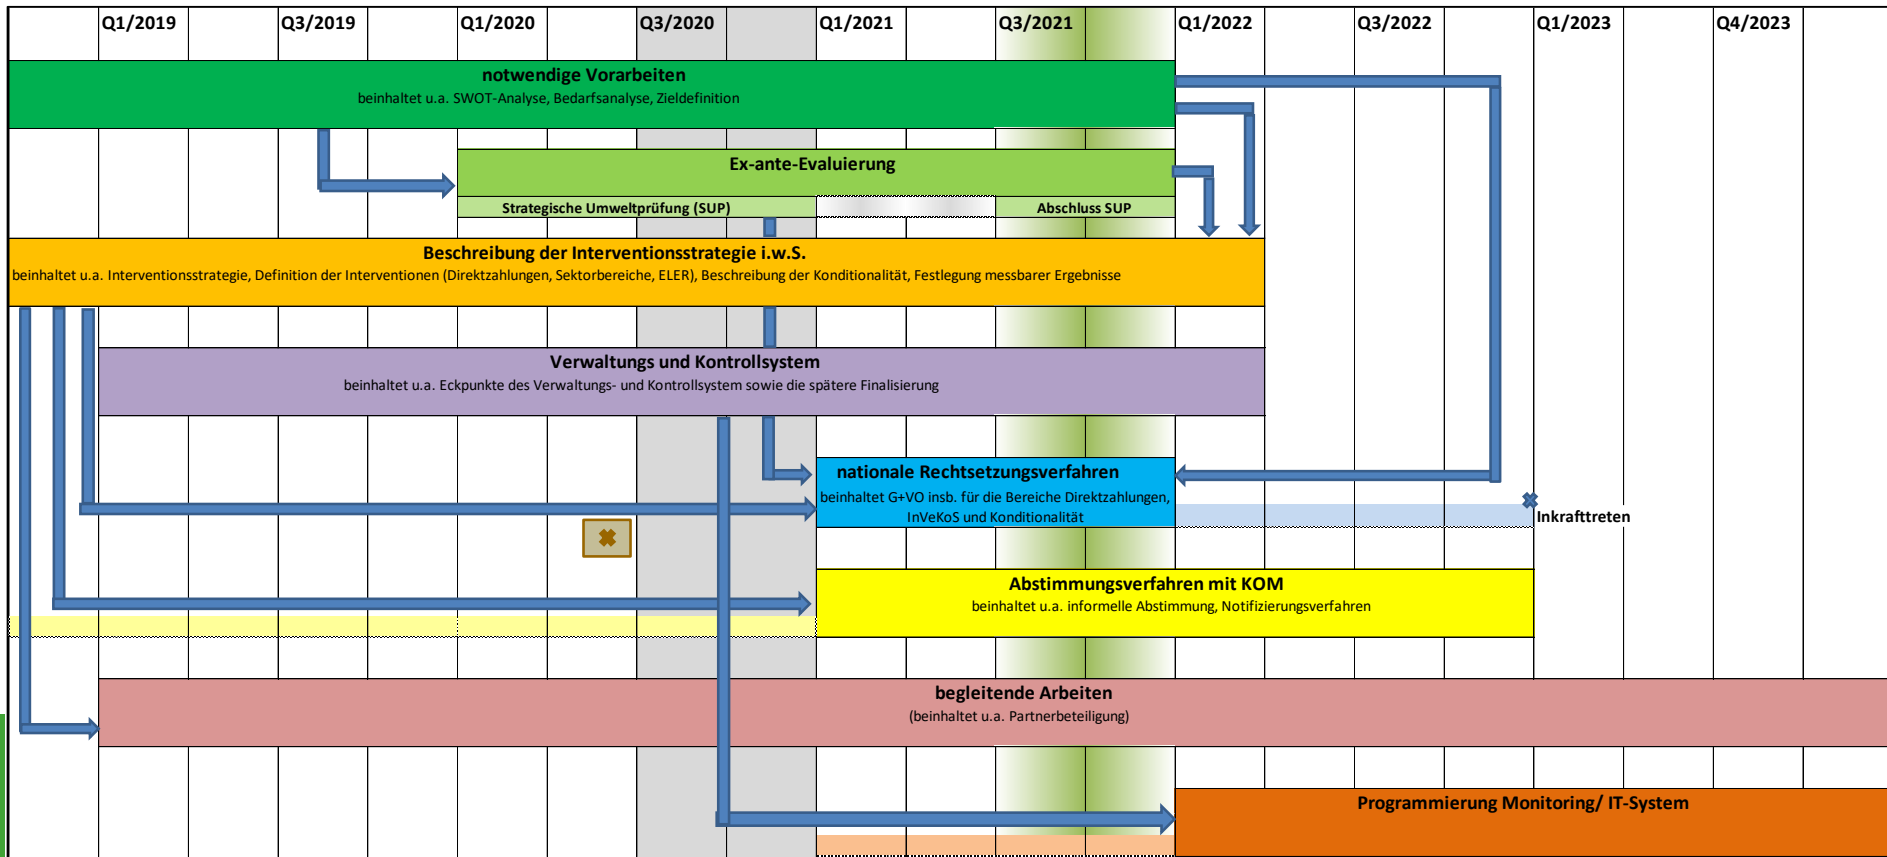 Q1/2019 Q3/2019 Q1/2020 Q3/2020 Q1/2021 Q3/2021 Q1/2022 Q3/2022 Q1/2023 Q4/2023
notwendige Vorarbeiten
beinhaltet u.a. SWOT-Analyse, Bedarfsanalyse, Zieldefinition
Ex-ante-Evaluierung
Strategische Umweltprüfung (SUP) Abschluss SUP
Beschreibung der Interventionsstrategie i.w.S.
beinhaltet u.a. Interventionsstrategie, Definition der Interventionen (Direktzahlungen, Sektorbereiche, ELER), Beschreibung der Konditionalität, Festlegung messbarer Ergebnisse
Verwaltungs und Kontrollsystem
beinhaltet u.a. Eckpunkte des Verwaltungs- und Kontrollsystem sowie die spätere Finalisierung
nationale Rechtsetzungsverfahren
beinhaltet G+VO insb. für die Bereiche Direktzahlungen,
InVeKoS und Konditionalität
Inkrafttreten
Abstimmungsverfahren mit KOM
beinhaltet u.a. informelle Abstimmung, Notifizierungsverfahren
begleitende Arbeiten
(beinhaltet u.a. Partnerbeteiligung)
Programmierung Monitoring/ IT-System